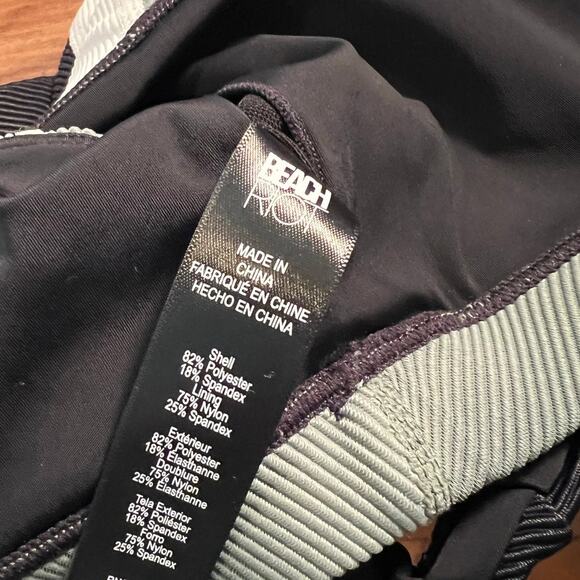 BEACH
RIOT
MADE IN
CHINA
FABRIQUÉ EN CHINE
HECHO EN CHINA
Shell
82% Polyester
18% Spandex
Lining
75% Nylon
25% Spandex
Extérieur
82% Polyester
18% Élasthanne
Doublure
75% Nylon
25% Élasthanne
Tela Exterior
82% Poliéster
18% Spandex
Forro
75% Nylon
25% Spandex